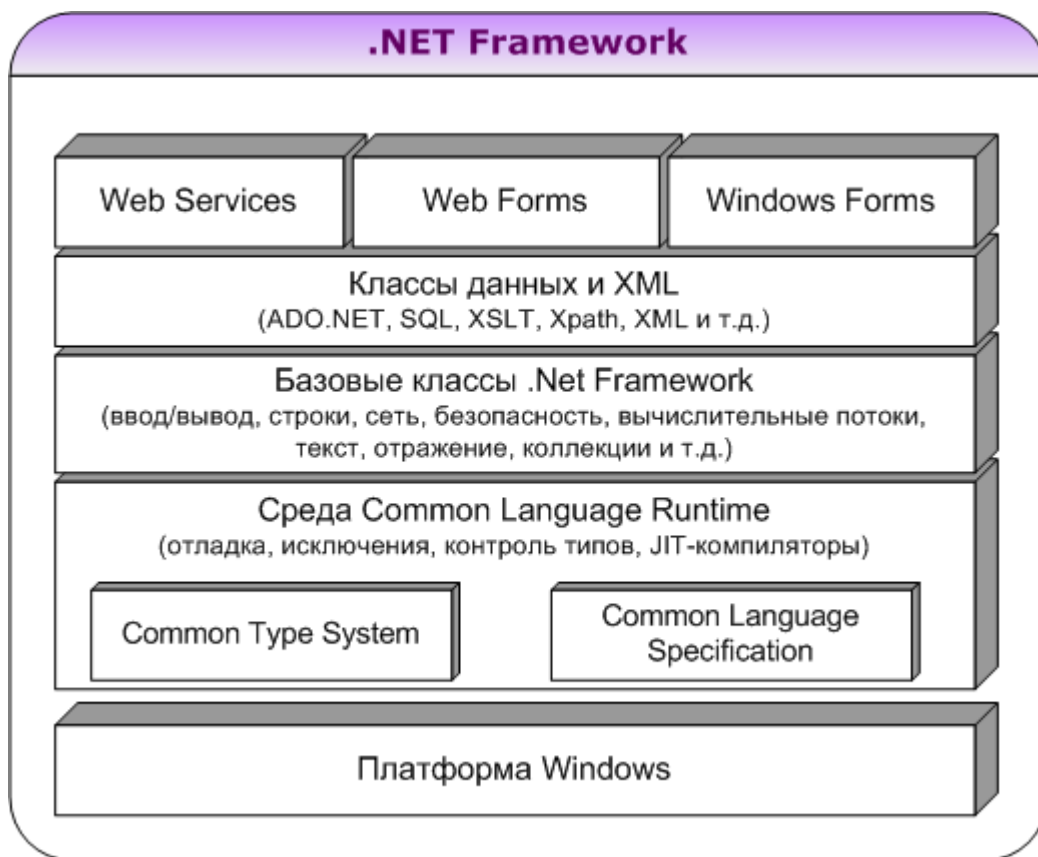 .NET Framework
Web Services
Web Forms
Windows Forms
Классы данных и XML
(ADO.NET, SQL, XSLT, Xpath, XML и т.д.)
Базовые классы .Net Framework
(ввод/вывод, строки, сеть, безопасность, вычислительные потоки,
текст, отражение, коллекции и т.д.)
Среда Common Language Runtime
(отладка, исключения, контроль типов, JIT-компиляторы)
Common Type System
Common Language
Specification
Платформа Windows